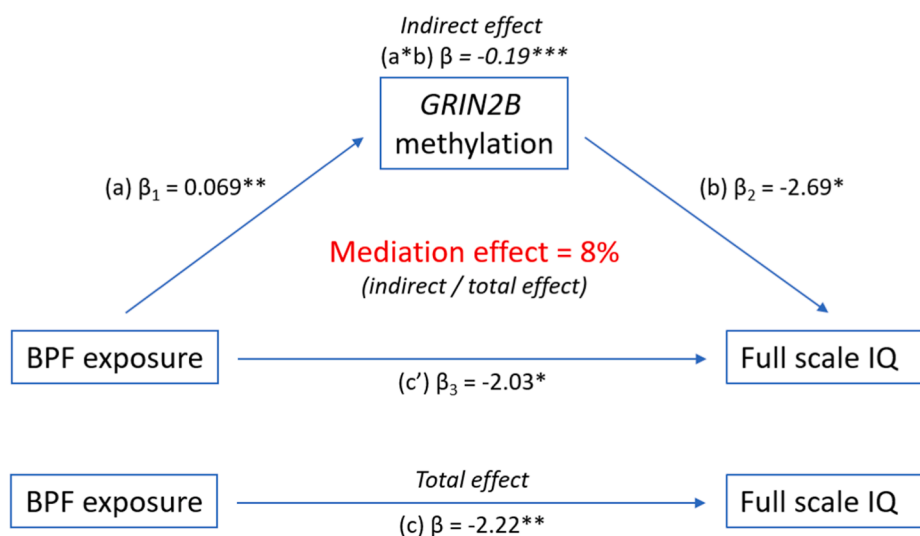 Indirect effect
(a*b) β = -0.19***
GRIN2B
methylation
(a) β₁ = 0.069**
(b) β₂ = -2.69*
Mediation effect = 8%
(indirect / total effect)
BPF exposure
Full scale IQ
(c’) β₃ = -2.03*
Total effect
BPF exposure
Full scale IQ
(c) β = -2.22**